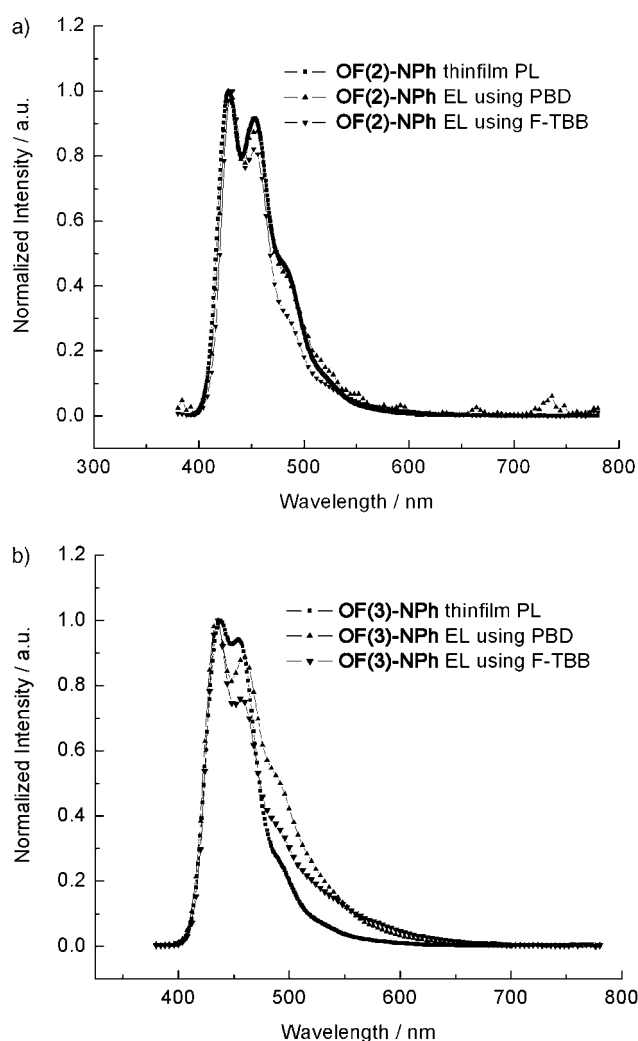 a)
1.2
1.0
0.8
0.6
0.4
0.2
0.0
Normalized Intensity / a.u.
OF(2)-NPh thinfilm PL
OF(2)-NPh EL using PBD
OF(2)-NPh EL using F-TBB
300 400 500 600 700 800
Wavelength / nm
b)
1.2
1.0
0.8
0.6
0.4
0.2
0.0
Normalized Intensity / a.u.
OF(3)-NPh thinfilm PL
OF(3)-NPh EL using PBD
OF(3)-NPh EL using F-TBB
400 500 600 700 800
Wavelength / nm